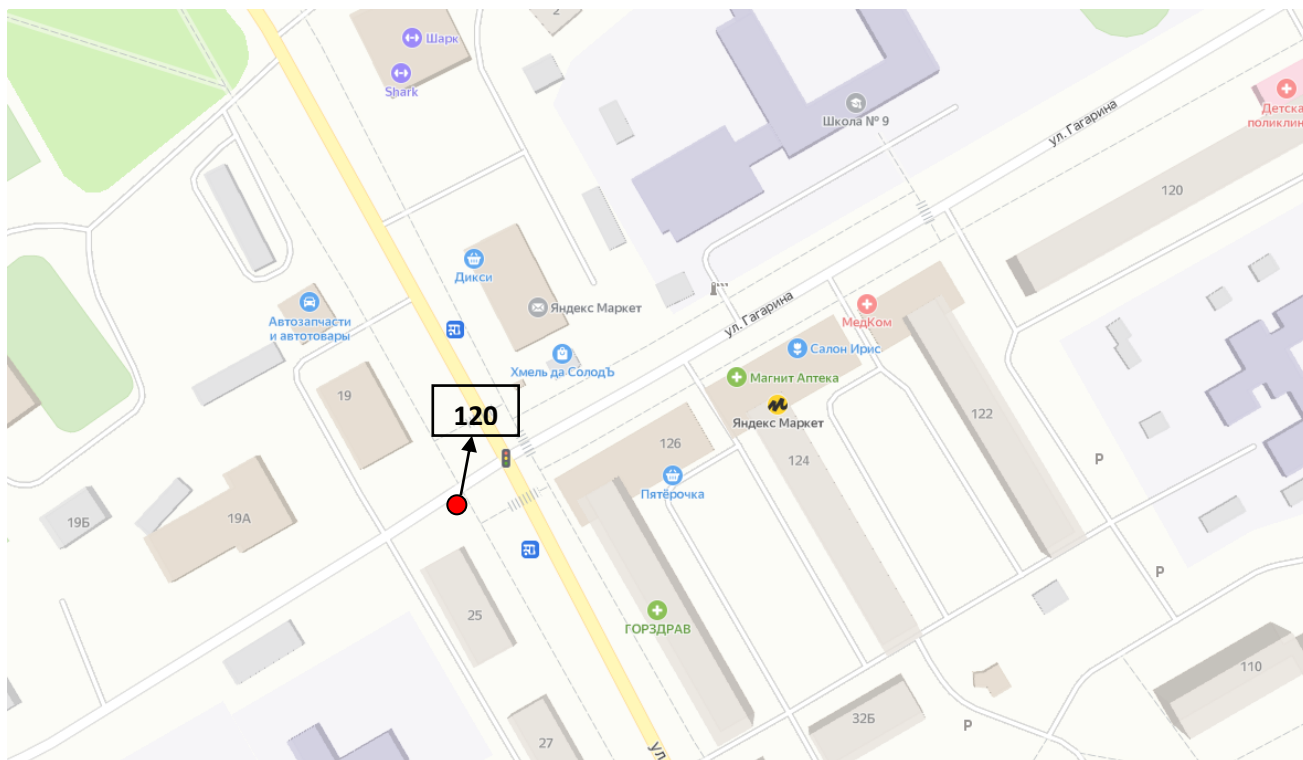 2
Шарк
Shark
Школа № 9
ул. Гагарина
Детска
поликлин
120
Дикси
Яндекс Маркет
ул. Гагарина
МедКом
Автозапчасти
и автотовары
Хмель да СолодЪ
Салон Ирис
Магнит Аптека
19
120
Яндекс Маркет
122
126
124
P
Пятёрочка
19Б
19А
P
25
ГОРЗДРАВ
110
32Б
P
27
Ул